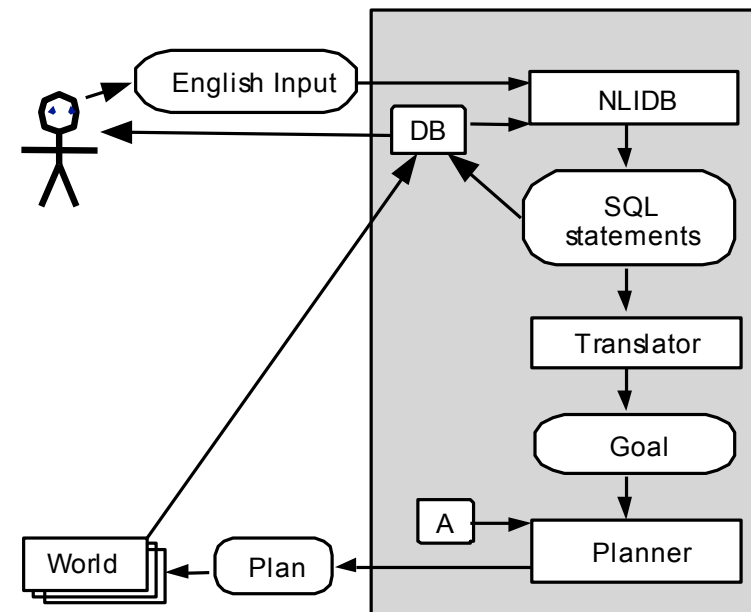 English Input
NLIDB
DB
SQL
statements
Translator
Goal
A
Planner
World
Plan